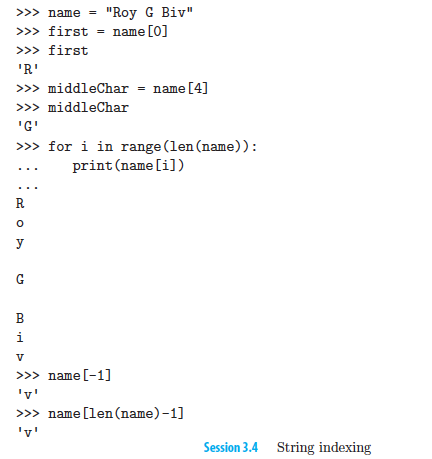 >>> name = "Roy G Biv"
>>> first = name[0]
>>> first
'R'
>>> middleChar = name[4]
>>> middleChar
'G'
>>> for i in range(len(name)):
...    print(name[i])
...
R
o
y

G

B
i
v
>>> name[-1]
'v'
>>> name[len(name)-1]
'v'
Session 3.4 String indexing